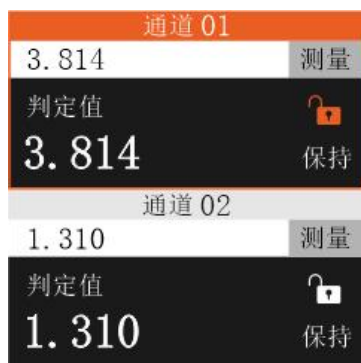 通道 01
3.814 测量
判定值
3.814 保持
通道 02
1.310 测量
判定值
1.310 保持